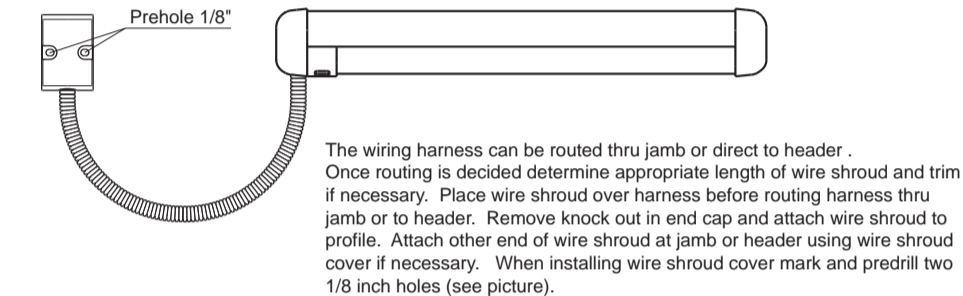 Prehole 1/8"
The wiring harness can be routed thru jamb or direct to header .
Once routing is decided determine appropriate length of wire shroud and trim
if necessary.  Place wire shroud over harness before routing harness thru
jamb or to header.  Remove knock out in end cap and attach wire shroud to
profile.  Attach other end of wire shroud at jamb or header using wire shroud
cover if necessary.   When installing wire shroud cover mark and predrill two
1/8 inch holes (see picture).